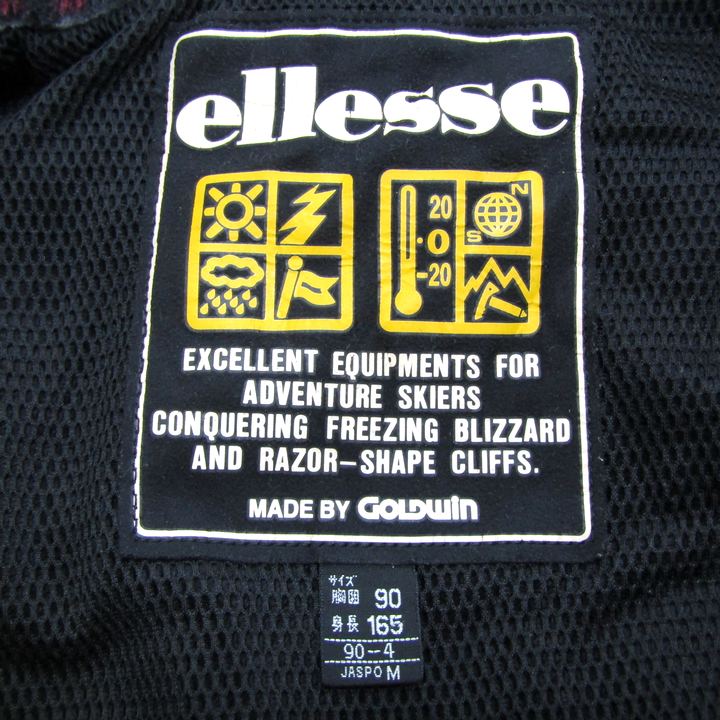 ellesse
20
N
·0
S
-20
EXCELLENT EQUIPMENTS FOR
ADVENTURE SKIERS
CONQUERING FREEZING BLIZZARD
AND RAZOR-SHAPE CLIFFS.
MADE BY GOLDWIN
サイズ
胸囲 90
身長 165
90--4
JASPO M